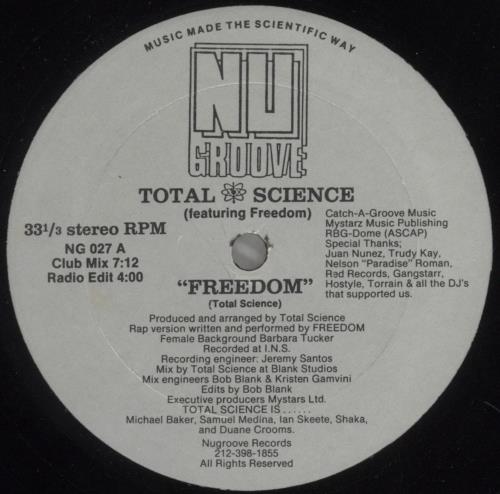 MUSIC MADE THE SCIENTIFIC WAY
NU
GROOVE
TOTAL SCIENCE
(featuring Freedom)
33 1/3 stereo RPM
NG 027 A
Club Mix 7:12
Radio Edit 4:00
Catch-A-Groove Music
Mystarz Music Publishing
RBG-Dome (ASCAP)
Special Thanks;
Juan Nunez, Trudy Kay,
Nelson "Paradise" Roman,
Red Records, Gangstarr,
Hostyle, Torrain & all the DJ's
that supported us.
"FREEDOM"
(Total Science)
Produced and arranged by Total Science
Rap version written and performed by FREEDOM
Female Background Barbara Tucker
Recorded at I.N.S.
Recording engineer: Jeremy Santos
Mix by Total Science at Blank Studios
Mix engineers Bob Blank & Kristen Gamvini
Edits by Bob Blank
Executive producers Mystars Ltd.
TOTAL SCIENCE IS......
Michael Baker, Samuel Medina, Ian Skeete, Shaka,
and Duane Crooms.
Nugroove Records
212-398-1855
All Rights Reserved